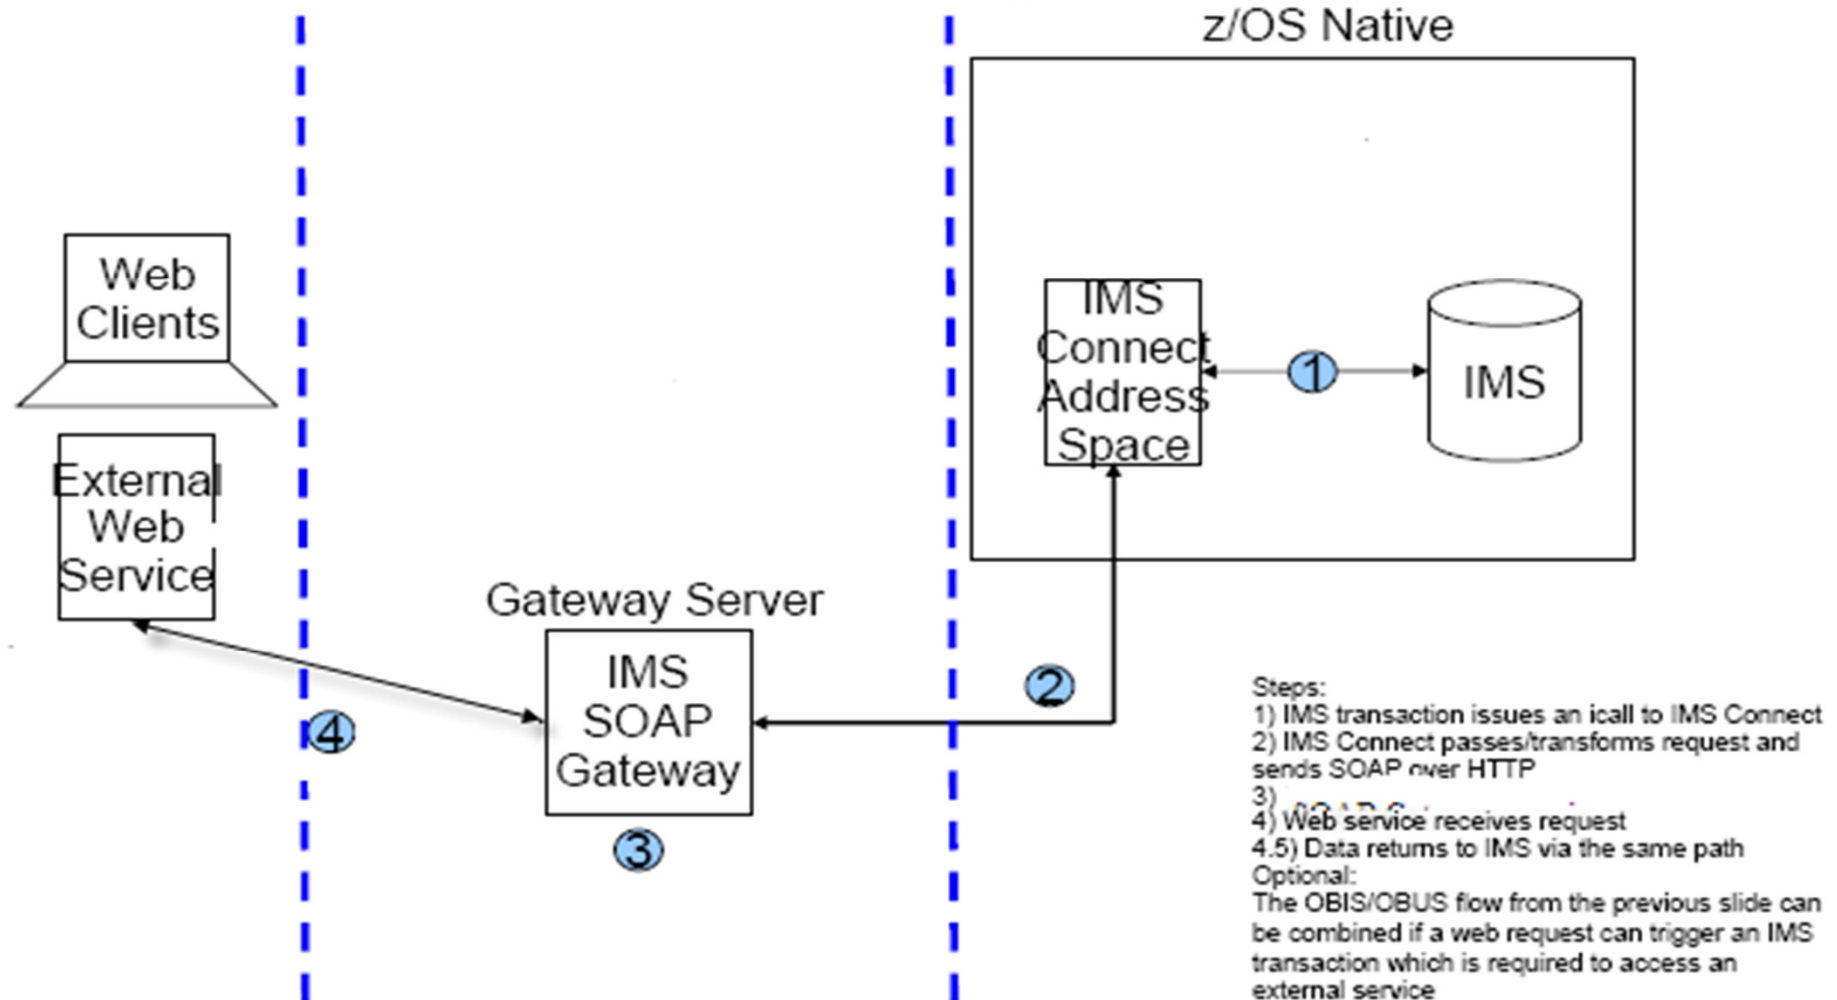 z/OS Native
Web
Clients
External
Web
Service
Gateway Server
IMS
SOAP
Gateway
IMS
Connect
Address
Space
IMS
1
2
3
4
Steps:
1) IMS transaction issues an icall to IMS Connect
2) IMS Connect passes/transforms request and
sends SOAP over HTTP
3)
4) Web service receives request
4.5) Data returns to IMS via the same path
Optional:
The OBIS/OBUS flow from the previous slide can
be combined if a web request can trigger an IMS
transaction which is required to access an
external service